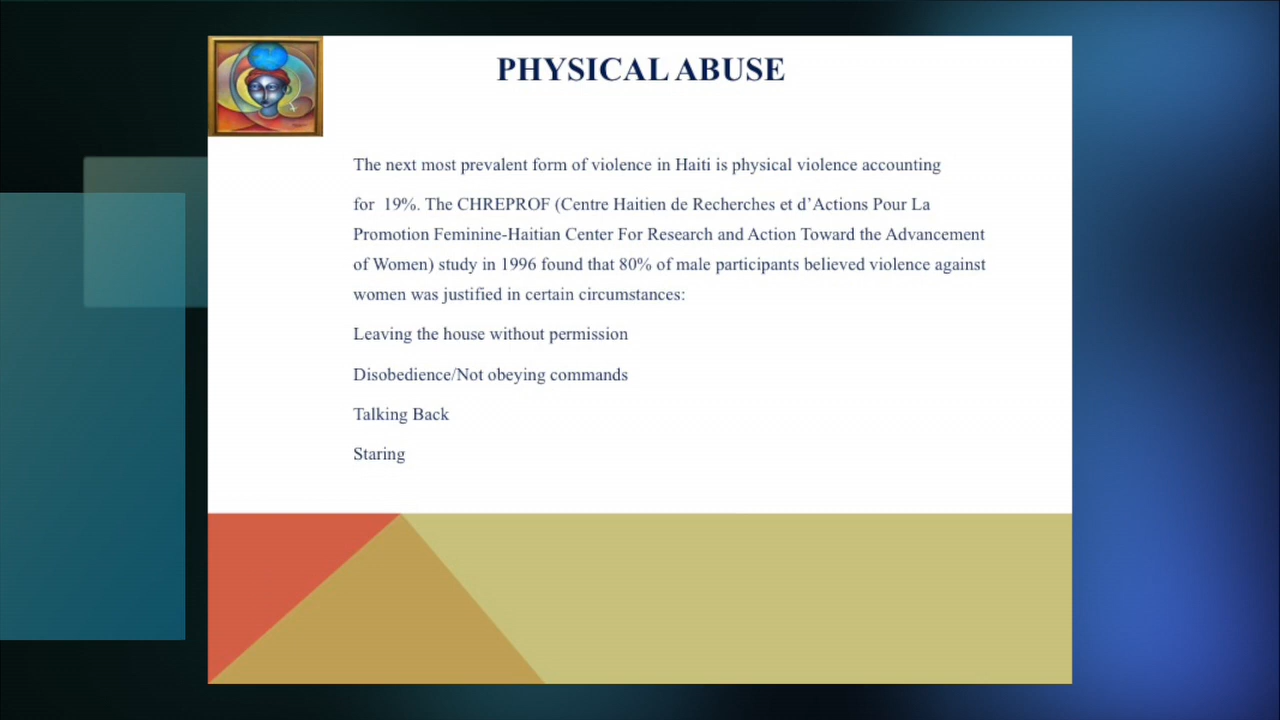 PHYSICAL ABUSE
The next most prevalent form of violence in Haiti is physical violence accounting
for 19%. The CHREPROF (Centre Haitien de Recherches et d’Actions Pour La
Promotion Feminine-Haitian Center For Research and Action Toward the Advancement
of Women) study in 1996 found that 80% of male participants believed violence against
women was justified in certain circumstances:
Leaving the house without permission
Disobedience/Not obeying commands
Talking Back
Staring